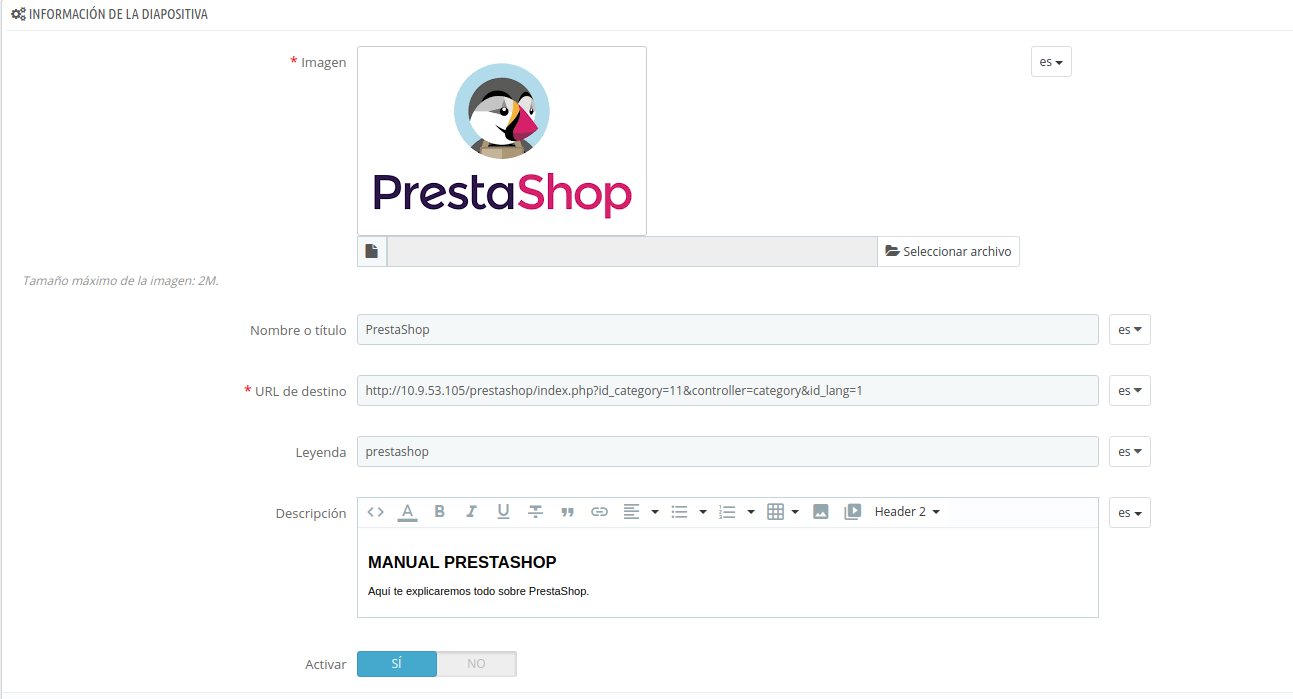 INFORMACIÓN DE LA DIAPOSITIVA
* Imagen
es
PrestaShop
Seleccionar archivo
Tamaño máximo de la imagen: 2M.
Nombre o título
PrestaShop
es
* URL de destino
http://10.9.53.105/prestashop/index.php?id_category=11&controller=category&id_lang=1
es
Leyenda
prestashop
es
Descripción
Header 2
es
MANUAL PRESTASHOP
Aquí te explicaremos todo sobre PrestaShop.
Activar
SÍ
NO